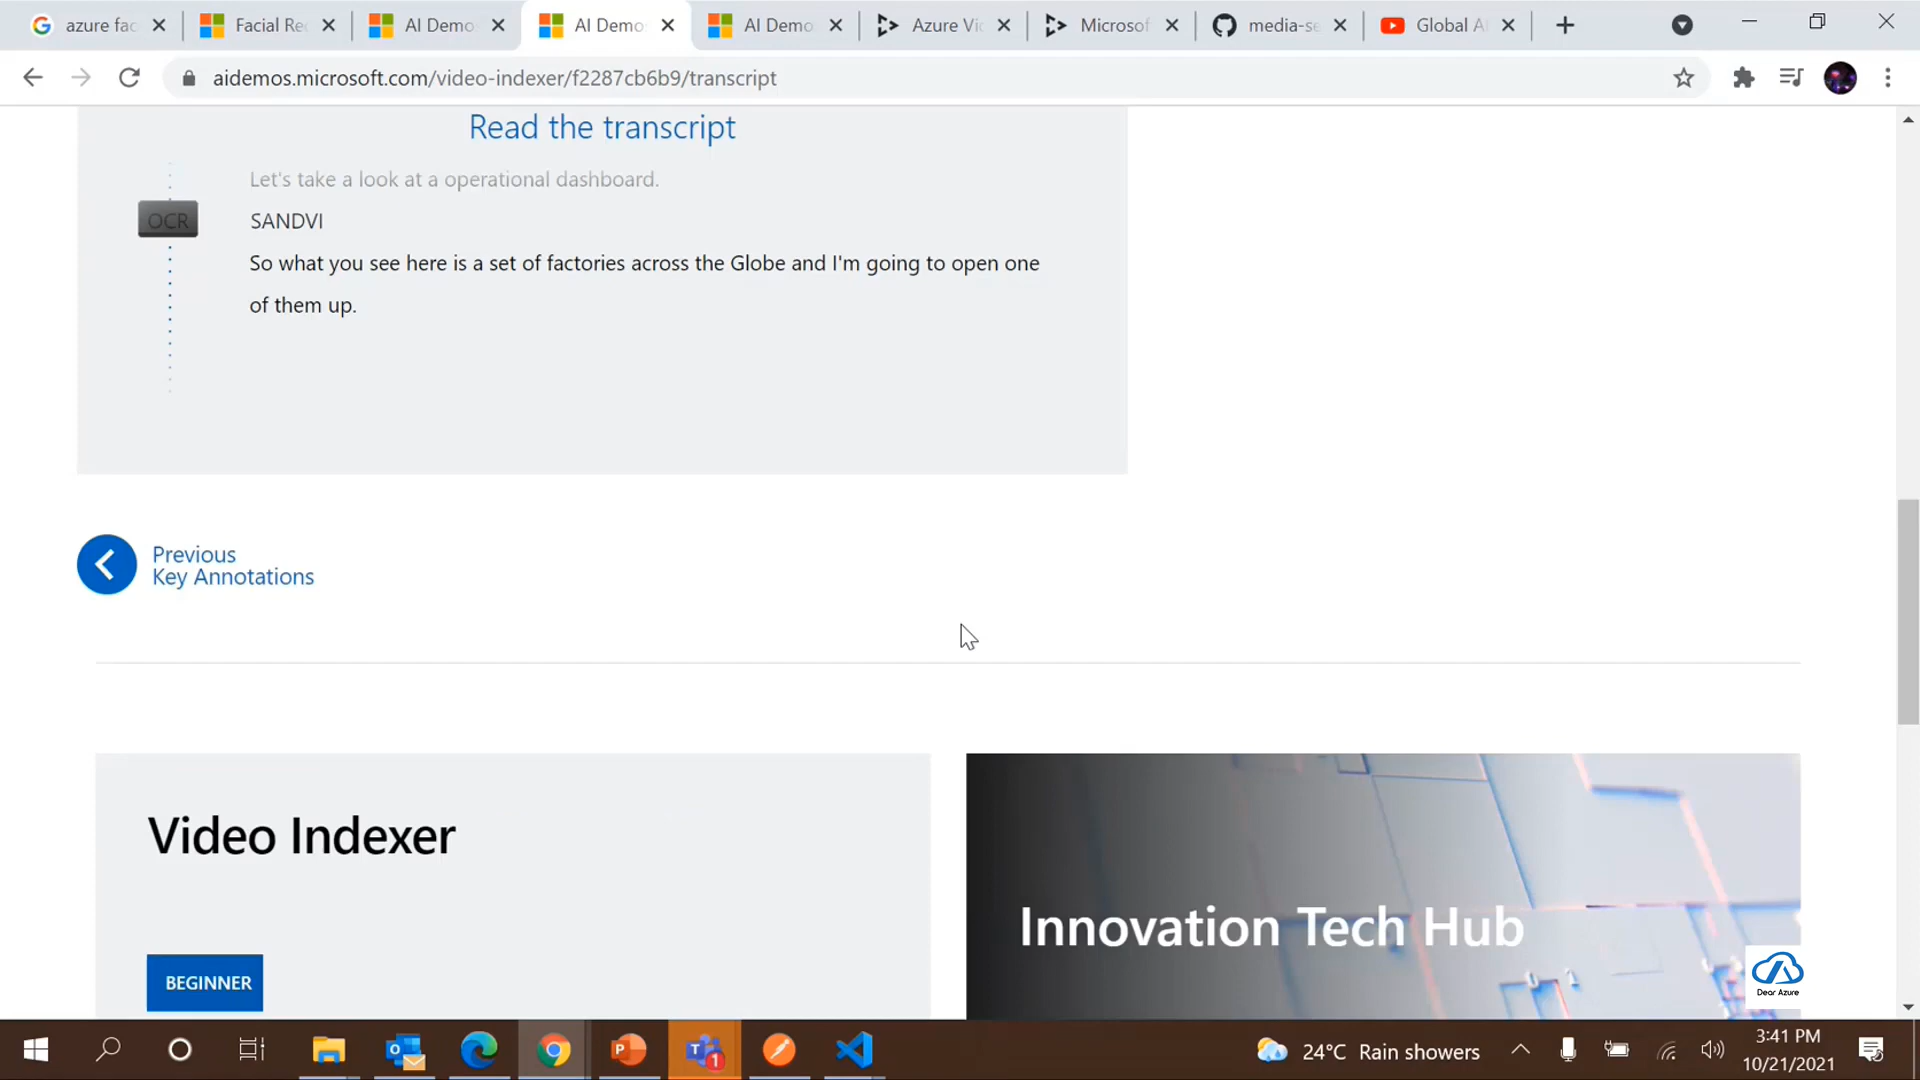 azure fac
Facial Re
AI Demo
AI Demo
AI Demo
Azure Vi
Microsof
media-se
Global A
aidemos.microsoft.com/video-indexer/f2287cb6b9/transcript
Read the transcript
Let's take a look at a operational dashboard.
OCR
SANDVI
So what you see here is a set of factories across the Globe and I'm going to open one
of them up.
Previous
Key Annotations
Video Indexer
BEGINNER
Innovation Tech Hub
Dear Azure
24°C Rain showers
3:41 PM
10/21/2021